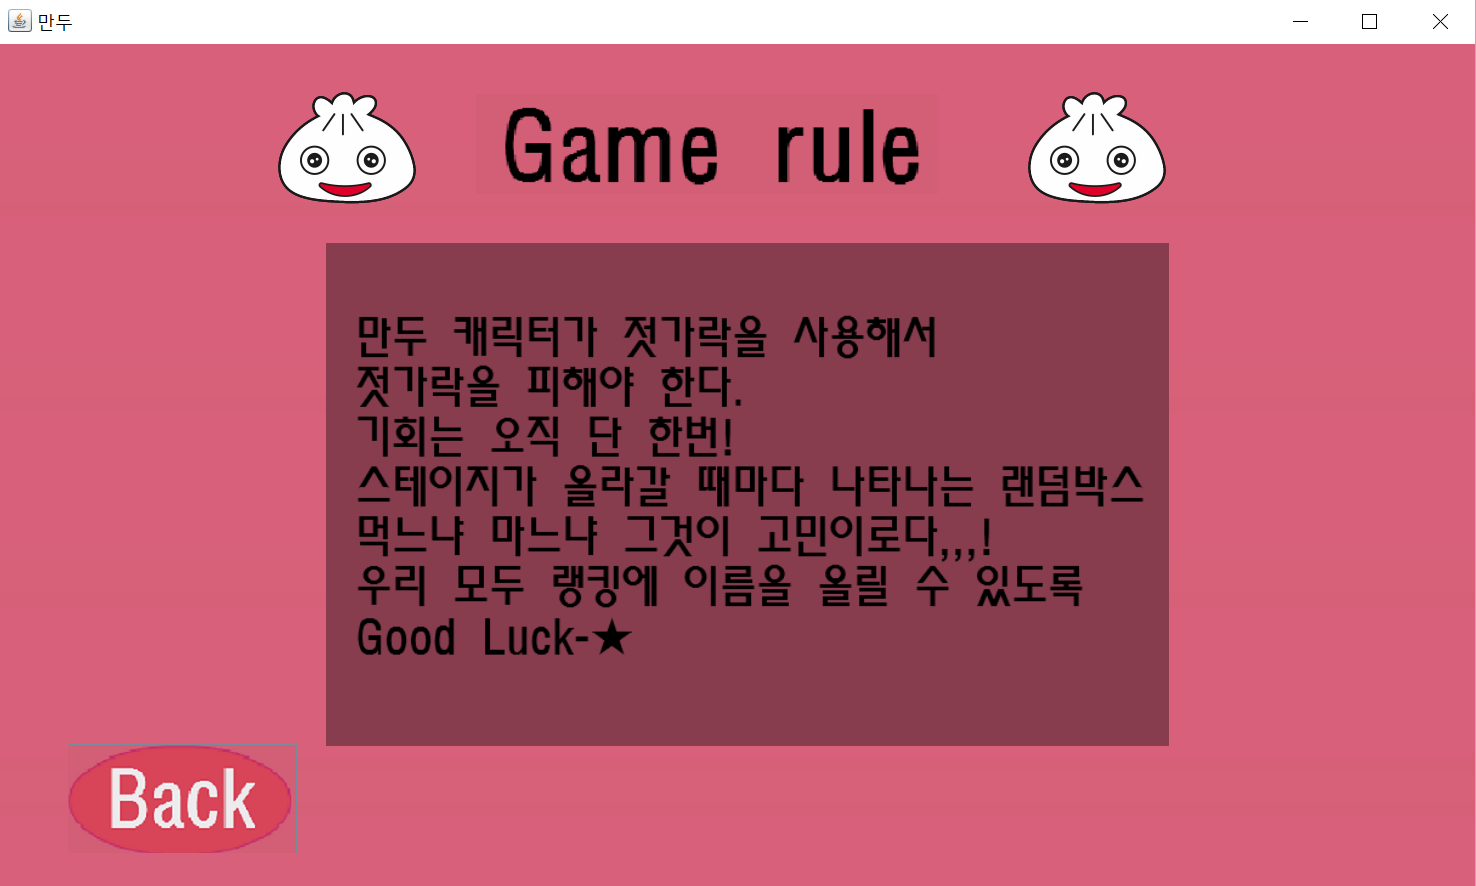 만두
Game rule
만두 캐릭터가 젓가락을 사용해서
젓가락을 피해야 한다.
기회는 오직 단 한번!
스테이지가 올라갈 때마다 나타나는 랜덤박스
먹느냐 마느냐 그것이 고민이로다,,,!
우리 모두 랭킹에 이름을 올릴 수 있도록
Good Luck-★
Back